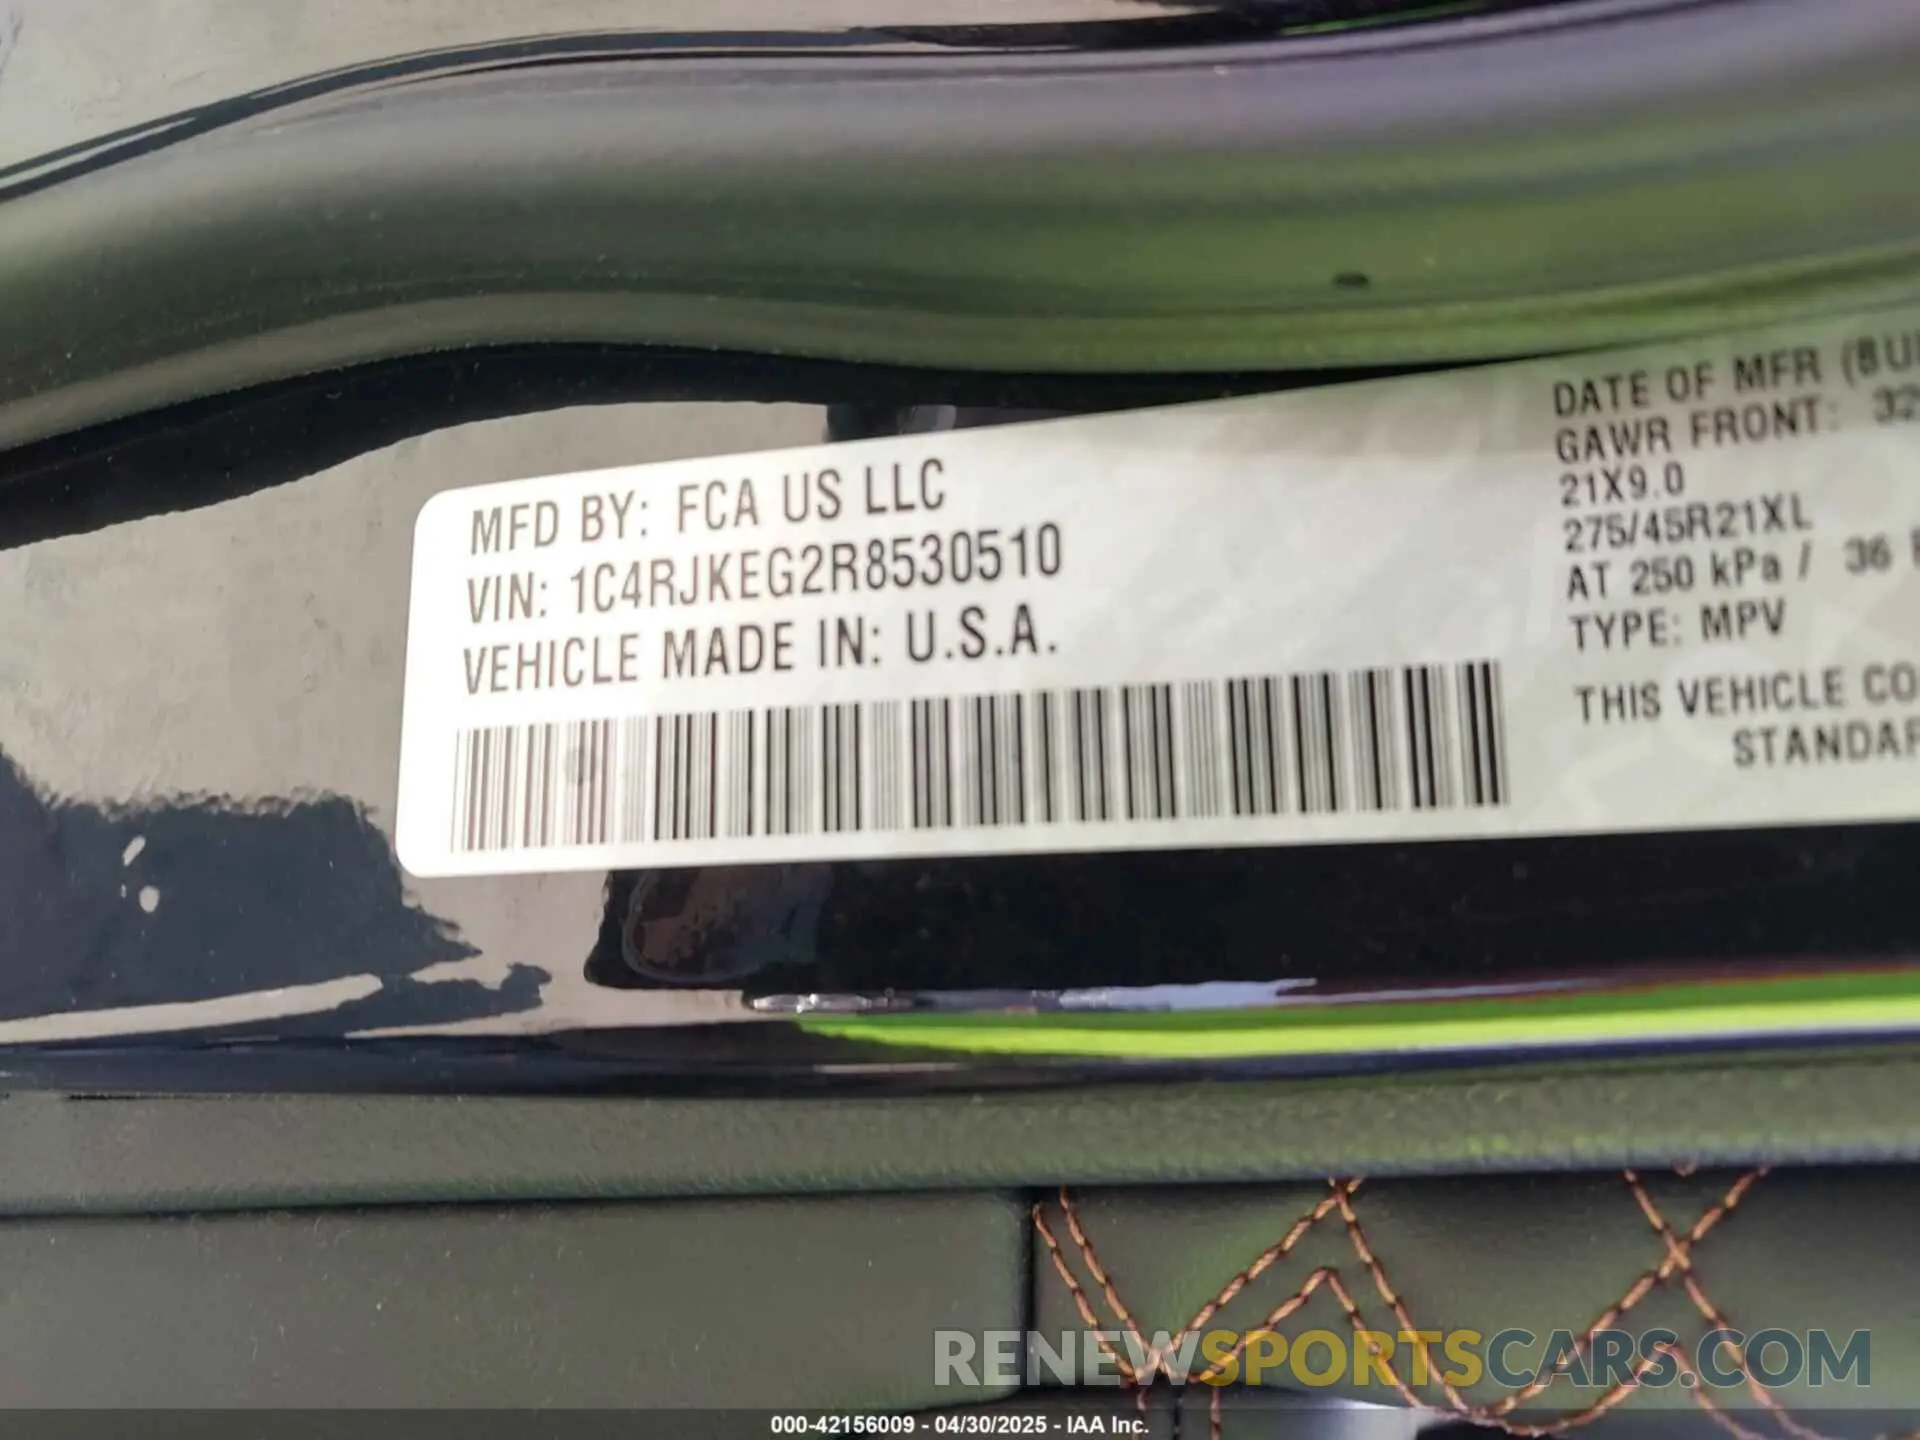 MFD BY: FCA US LLC
VIN: 1C4RJKEG2R8530510
VEHICLE MADE IN: U.S.A.
DATE OF MFR
GAWR FRONT:
21X9.0
275/45R21XL
AT 250 kPa / 36
TYPE: MPV
THIS VEHICLE
RENEWSPORTSCARS.COM
000-42156009 - 04/30/2025 - IAA Inc.